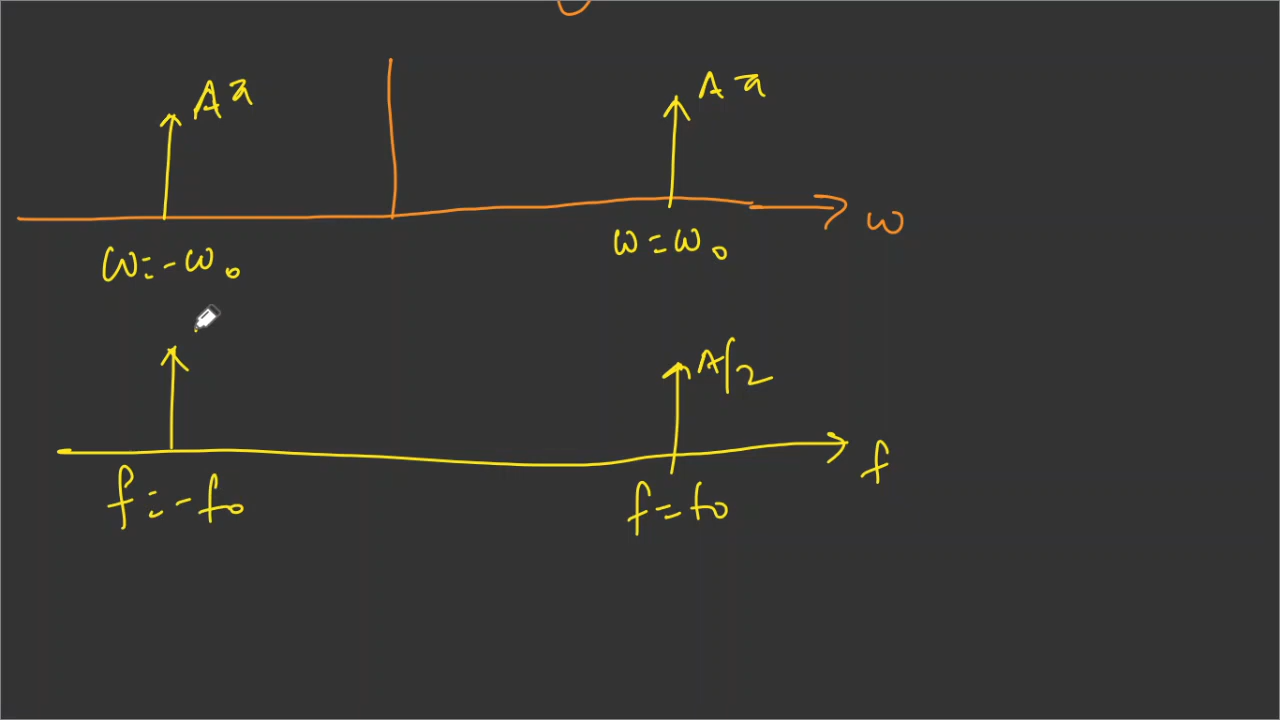 Aπ Aπ
ω
ω=-ω₀ ω=ω₀
A/2
f
f=-f₀ f=f₀